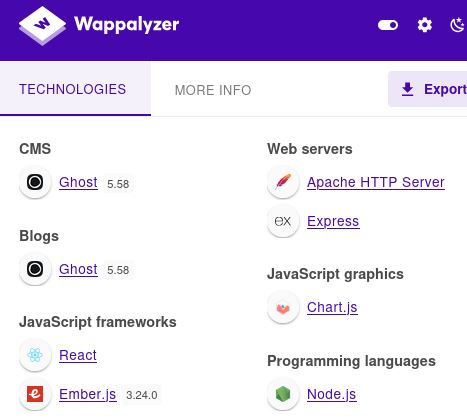 Wappalyzer
TECHNOLOGIES
MORE INFO
Export
CMS
Ghost 5.58
Blogs
Ghost 5.58
JavaScript frameworks
React
Ember.js 3.24.0
Web servers
Apache HTTP Server
ex Express
JavaScript graphics
Chart.js
Programming languages
Node.js